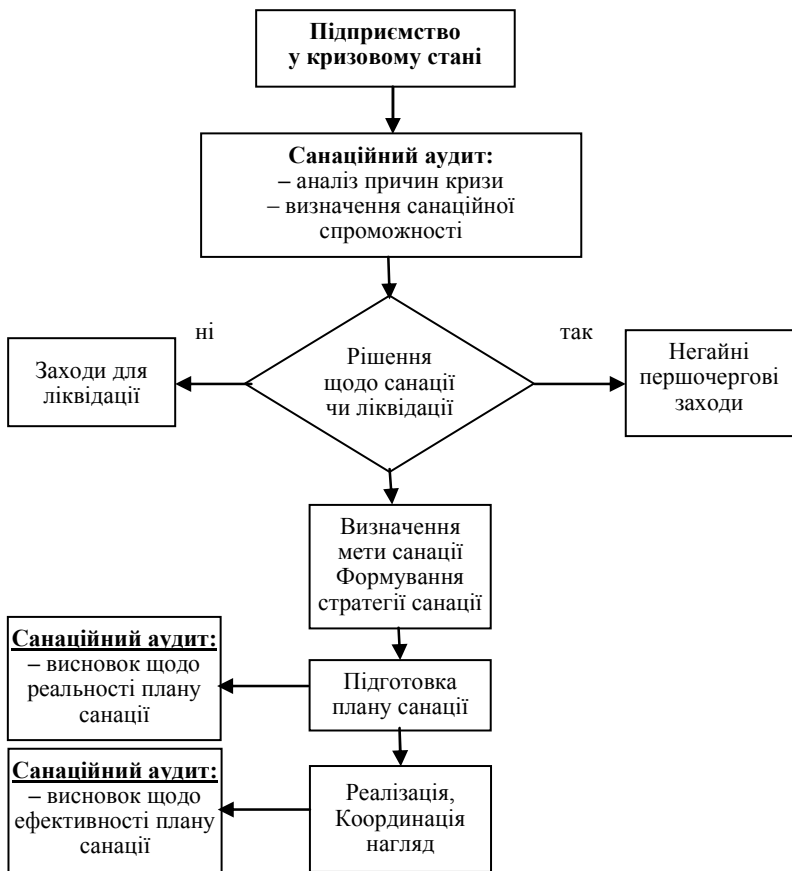 Підприємство
у кризовому стані
Санаційний аудит:
– аналіз причин кризи
– визначення санаційної
спроможності
ні
так
Заходи для
ліквідації
Рішення
щодо санації
чи ліквідації
Негайні
першочергові
заходи
Визначення
мети санації
Формування
стратегії санації
Санаційний аудит:
– висновок щодо
реальності плану
санації
Підготовка
плану санації
Санаційний аудит:
– висновок щодо
ефективності плану
санації
Реалізація,
Координація
нагляд